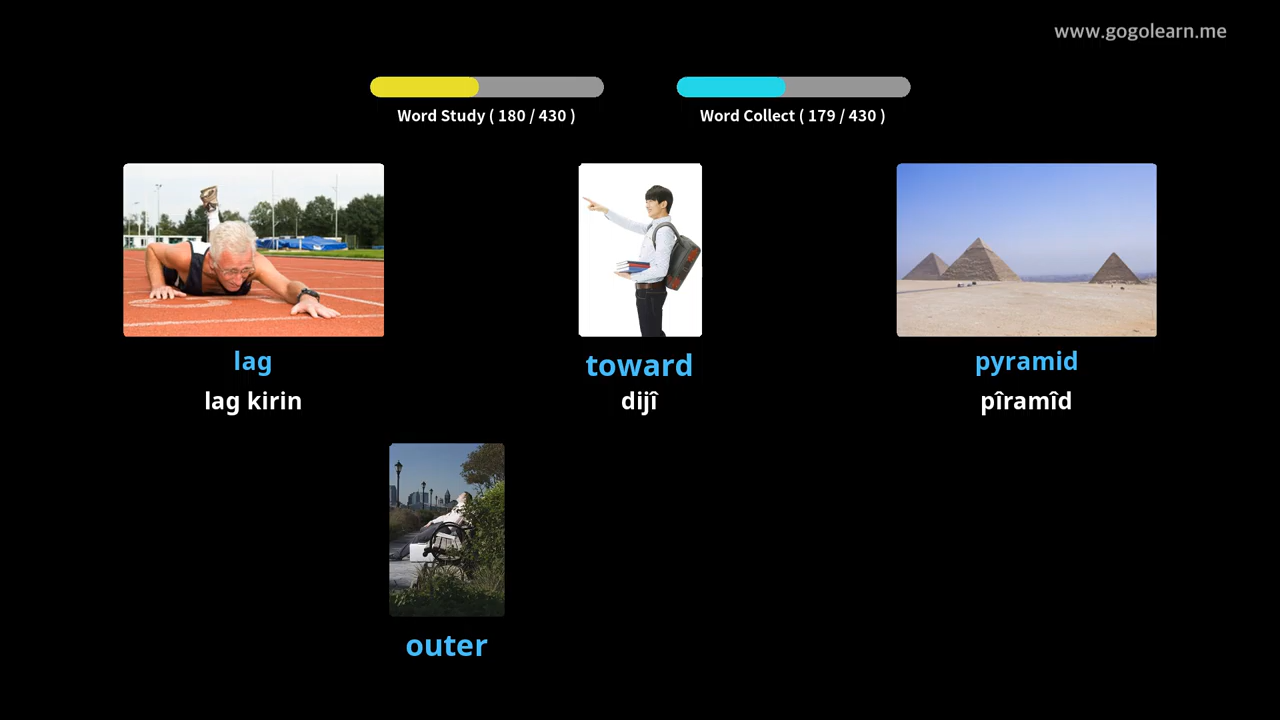 www.gogolearn.me
Word Study ( 180 / 430 )
Word Collect ( 179 / 430 )
lag
lag kirin
toward
dijî
pyramid
pîramîd
outer